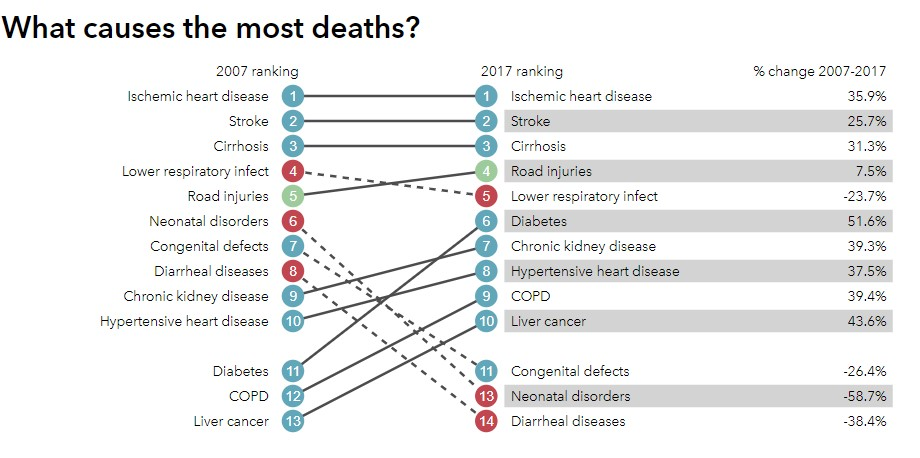 What causes the most deaths?
2007 ranking 2017 ranking % change 2007-2017
Ischemic heart disease 1 1 Ischemic heart disease 35.9%
Stroke 2 2 Stroke 25.7%
Cirrhosis 3 3 Cirrhosis 31.3%
Lower respiratory infect 4 4 Road injuries 7.5%
Road injuries 5 5 Lower respiratory infect -23.7%
Neonatal disorders 6 6 Diabetes 51.6%
Congenital defects 7 7 Chronic kidney disease 39.3%
Diarrheal diseases 8 8 Hypertensive heart disease 37.5%
Chronic kidney disease 9 9 COPD 39.4%
Hypertensive heart disease 10 10 Liver cancer 43.6%
Diabetes 11 11 Congenital defects -26.4%
COPD 12 13 Neonatal disorders -58.7%
Liver cancer 13 14 Diarrheal diseases -38.4%